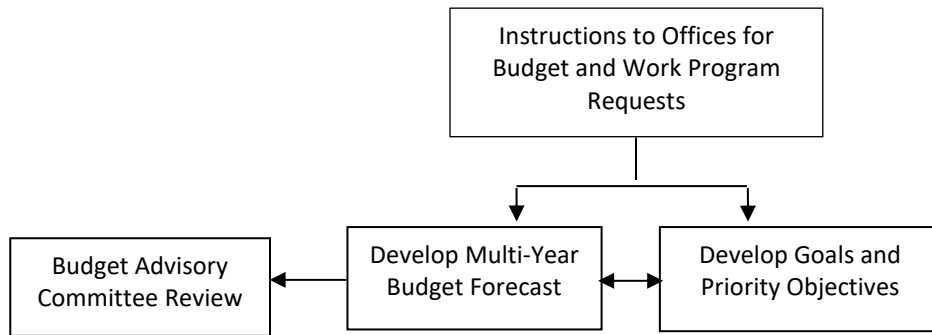 Instructions to Offices for
Budget and Work Program
Requests
Budget Advisory
Committee Review
Develop Multi-Year
Budget Forecast
Develop Goals and
Priority Objectives